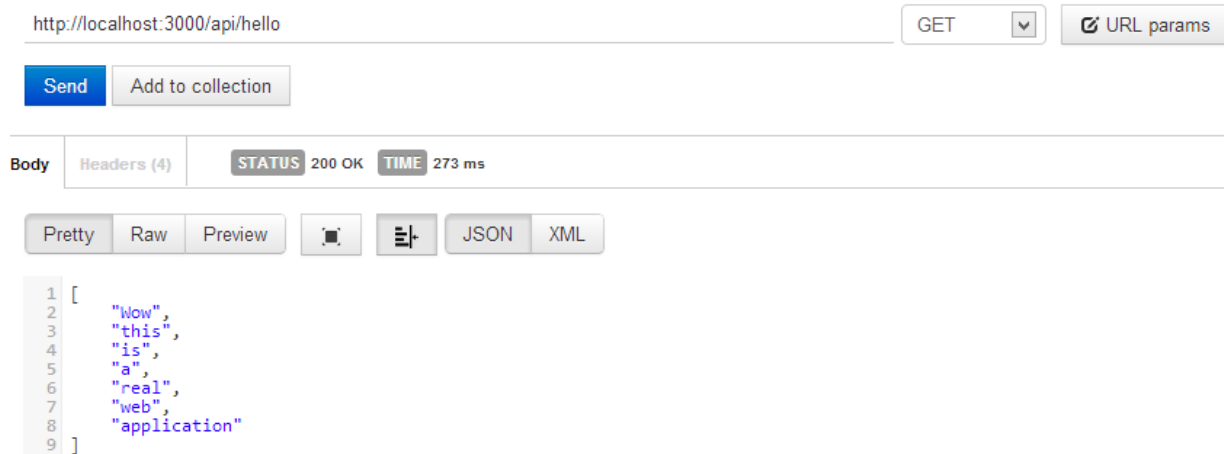 http://localhost:3000/api/hello GET URL params
Send Add to collection
Body Headers (4) STATUS 200 OK TIME 273 ms
Pretty Raw Preview JSON XML
1 [
2 "Wow",
3 "this",
4 "is",
5 "a",
6 "real",
7 "web",
8 "application"
9 ]